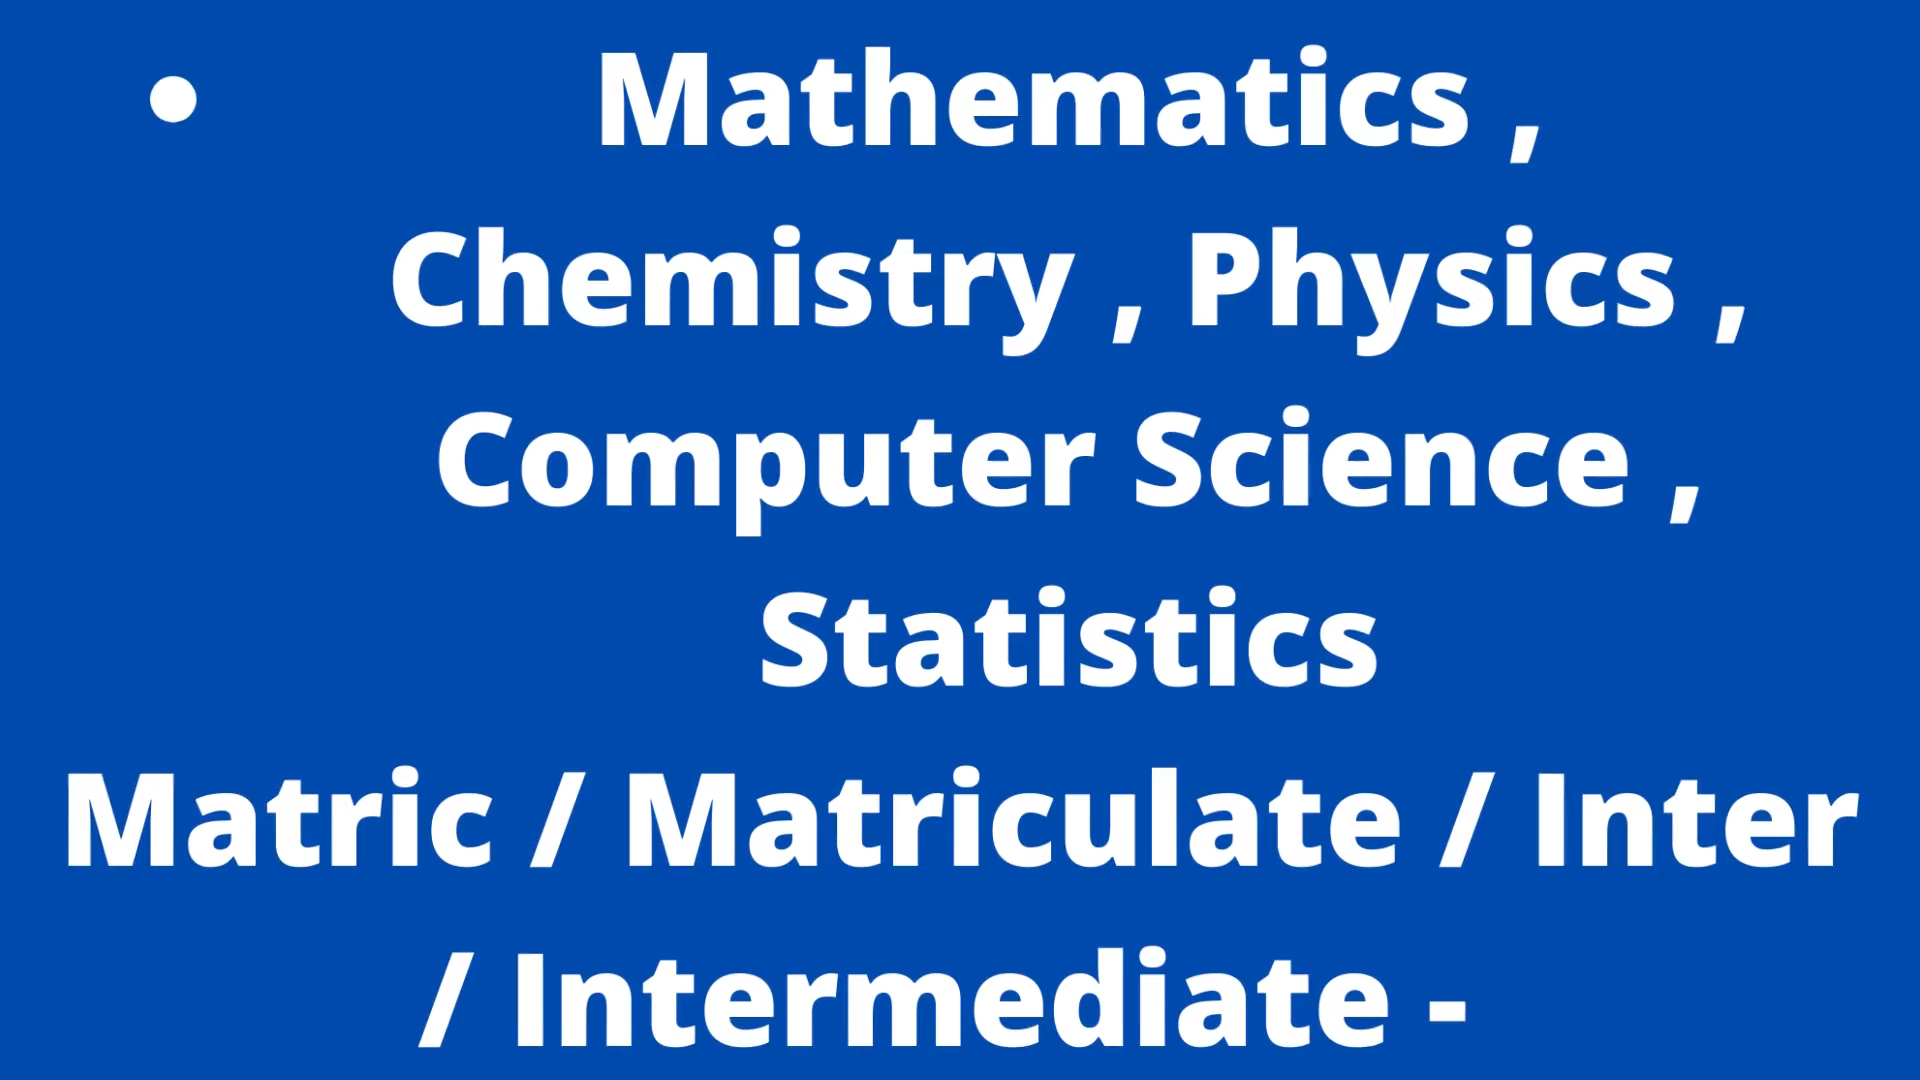 • Mathematics ,
Chemistry , Physics ,
Computer Science ,
Statistics
Matric / Matriculate / Inter
/ Intermediate -